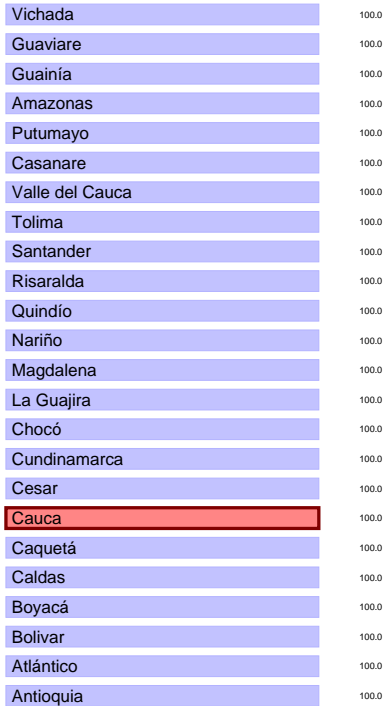 Vichada 100.0
Guaviare 100.0
Guainía 100.0
Amazonas 100.0
Putumayo 100.0
Casanare 100.0
Valle del Cauca 100.0
Tolima 100.0
Santander 100.0
Risaralda 100.0
Quindío 100.0
Nariño 100.0
Magdalena 100.0
La Guajira 100.0
Chocó 100.0
Cundinamarca 100.0
Cesar 100.0
Cauca 100.0
Caquetá 100.0
Caldas 100.0
Boyacá 100.0
Bolivar 100.0
Atlántico 100.0
Antioquia 100.0